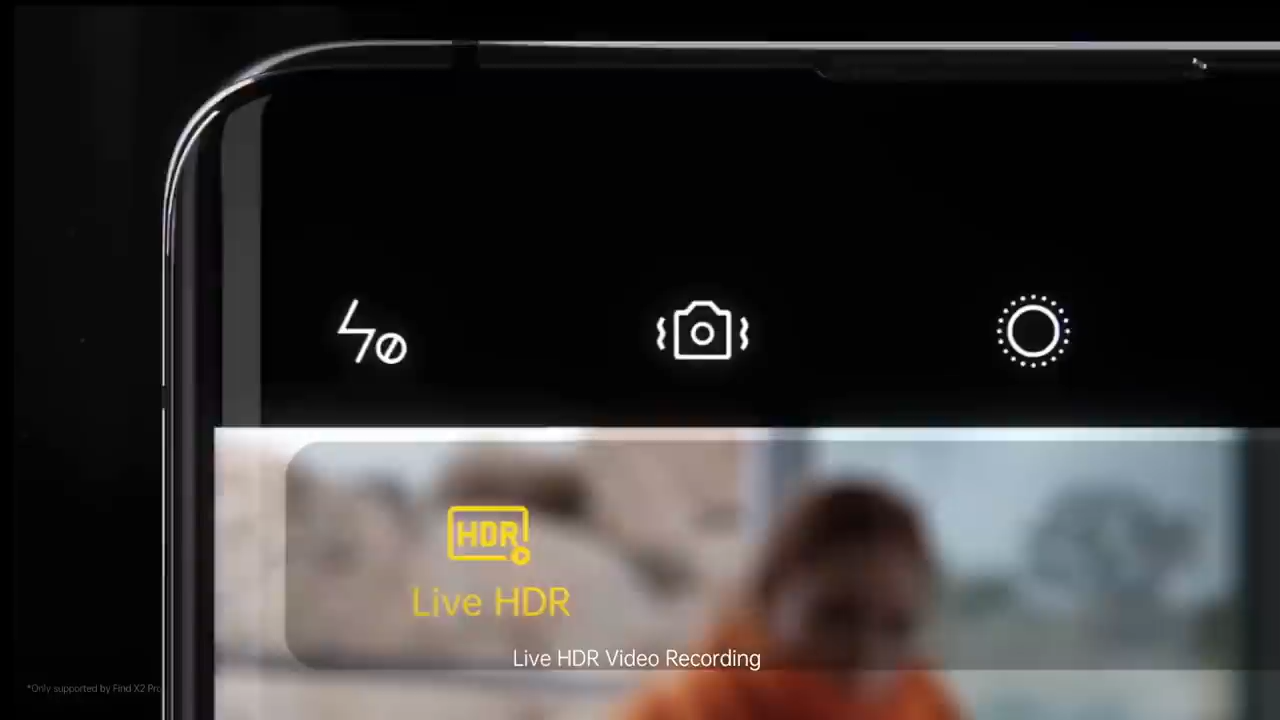 HDR
Live HDR
Live HDR Video Recording
*Only supported by Find X2 Pro